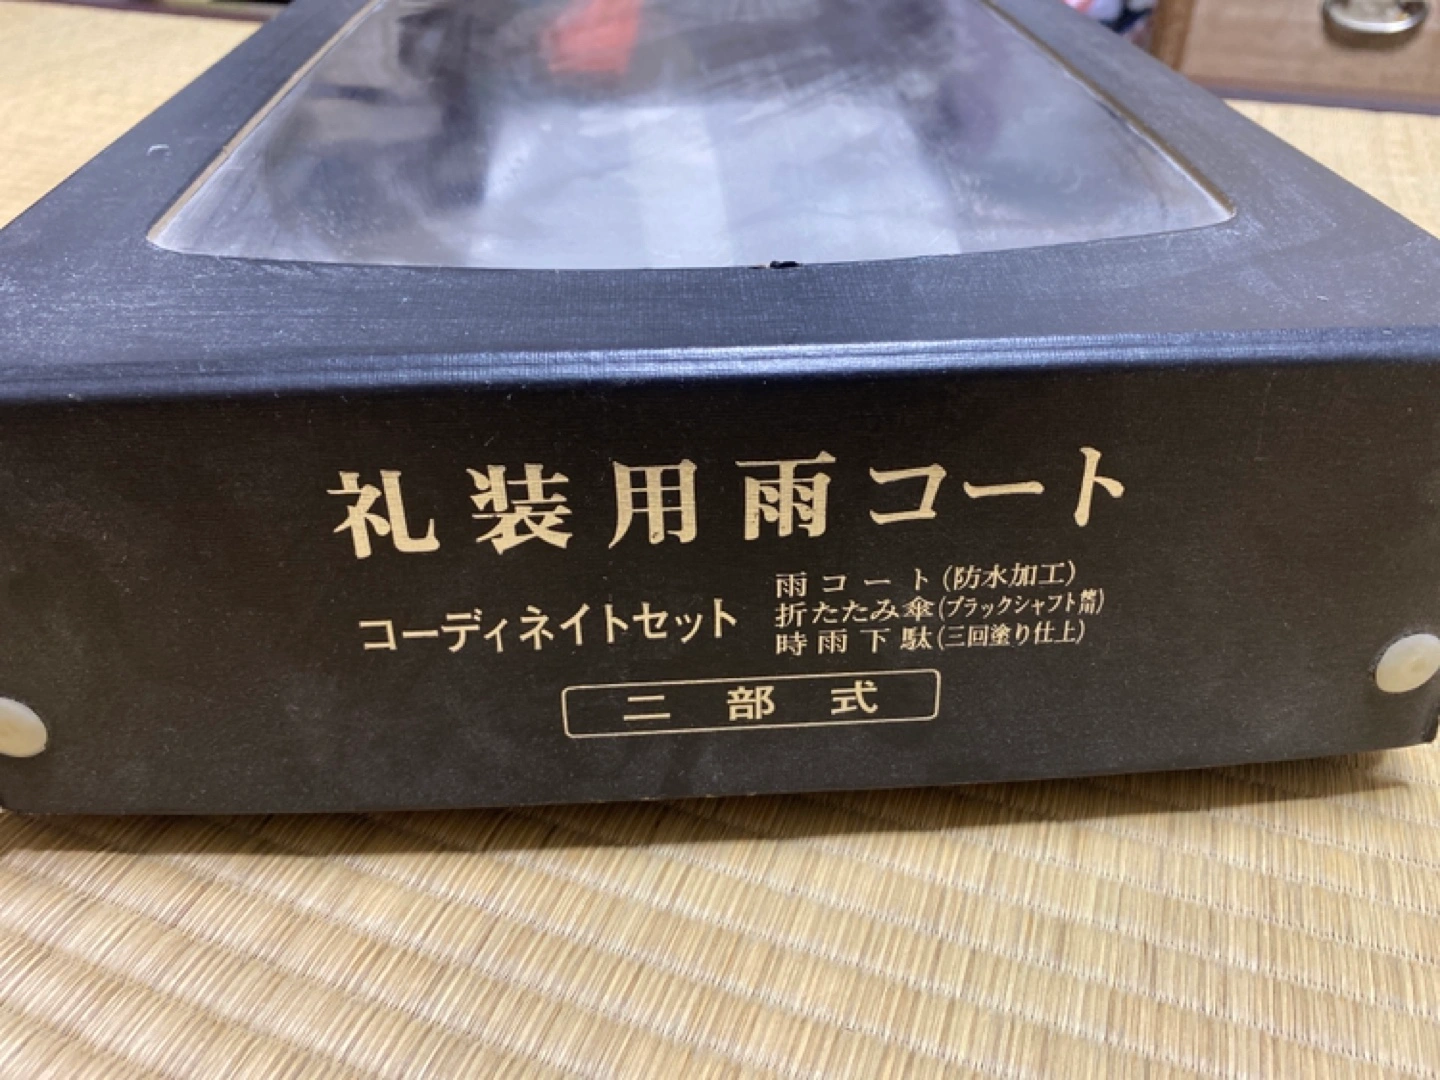 礼装用雨コート
コーディネイトセット
雨コート(防水加工)
折たたみ傘(ブラックシャフト筒)
時雨下駄(三回塗り仕上)
二部式